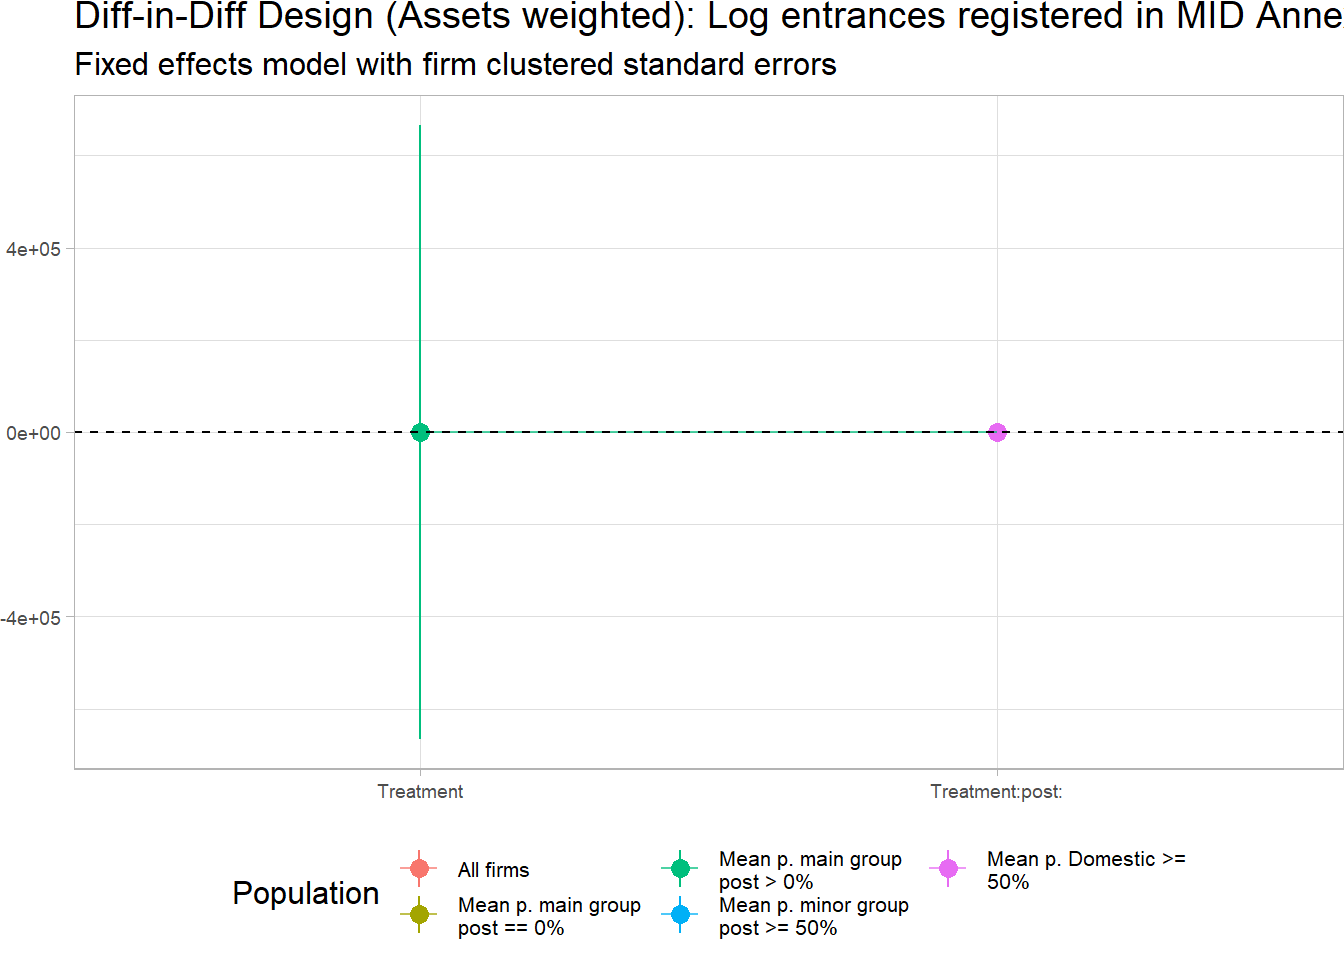 Diff-in-Diff Design (Assets weighted): Log entrances registered in MID Anne
Fixed effects model with firm clustered standard errors
4e+05
0e+00
-4e+05
Treatment
Treatment:post:
Population
All firms
Mean p. main group
post == 0%
Mean p. main group
post > 0%
Mean p. minor group
post >= 50%
Mean p. Domestic >=
50%